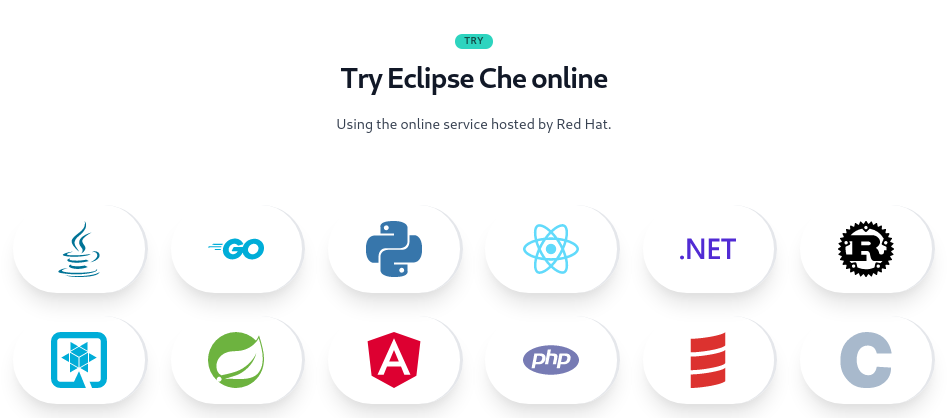 TRY
Try Eclipse Che online
Using the online service hosted by Red Hat.
GO
.NET
R
A
php
C